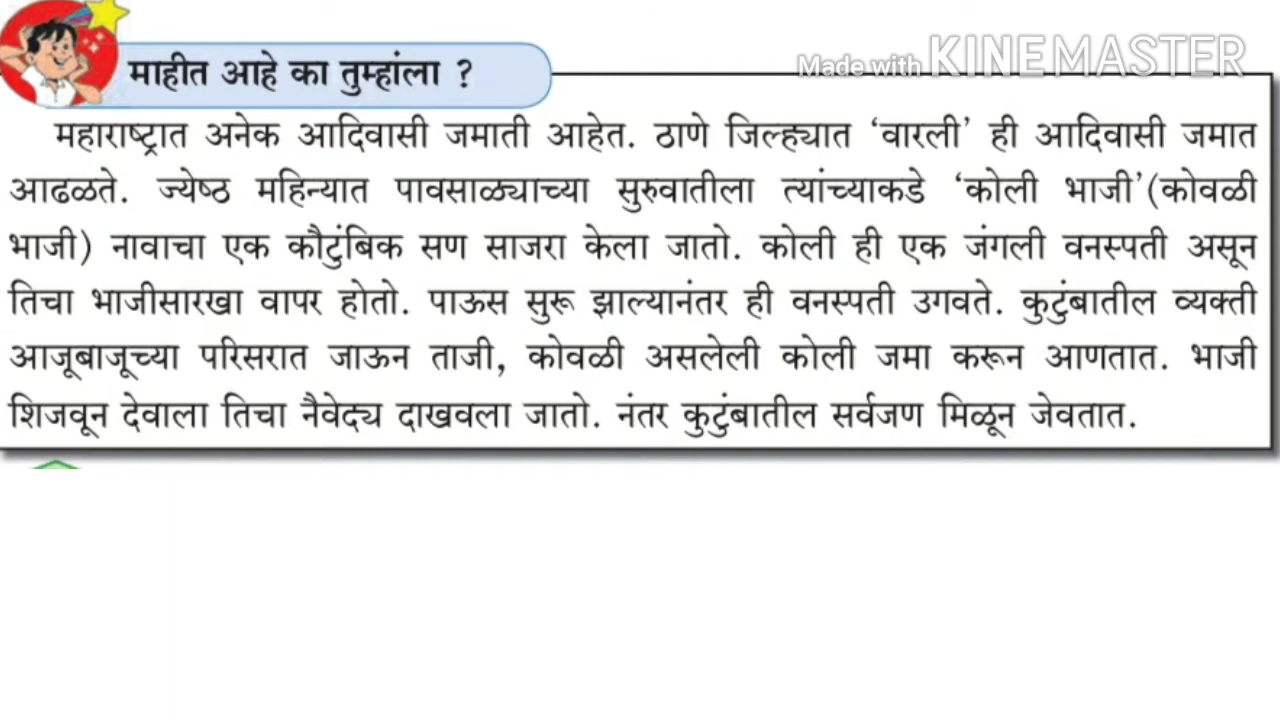 Made with KINEMASTER
माहीत आहे का तुम्हांला ?
महाराष्ट्रात अनेक आदिवासी जमाती आहेत. ठाणे जिल्ह्यात ‘वारली’ ही आदिवासी जमात
आढळते. ज्येष्ठ महिन्यात पावसाळ्याच्या सुरुवातीला त्यांच्याकडे ‘कोली भाजी’(कोवळी
भाजी) नावाचा एक कौटुंबिक सण साजरा केला जातो. कोली ही एक जंगली वनस्पती असून
तिचा भाजीसारखा वापर होतो. पाऊस सुरू झाल्यानंतर ही वनस्पती उगवते. कुटुंबातील व्यक्ती
आजूबाजूच्या परिसरात जाऊन ताजी, कोवळी असलेली कोली जमा करून आणतात. भाजी
शिजवून देवाला तिचा नैवेद्य दाखवला जातो. नंतर कुटुंबातील सर्वजण मिळून जेवतात.